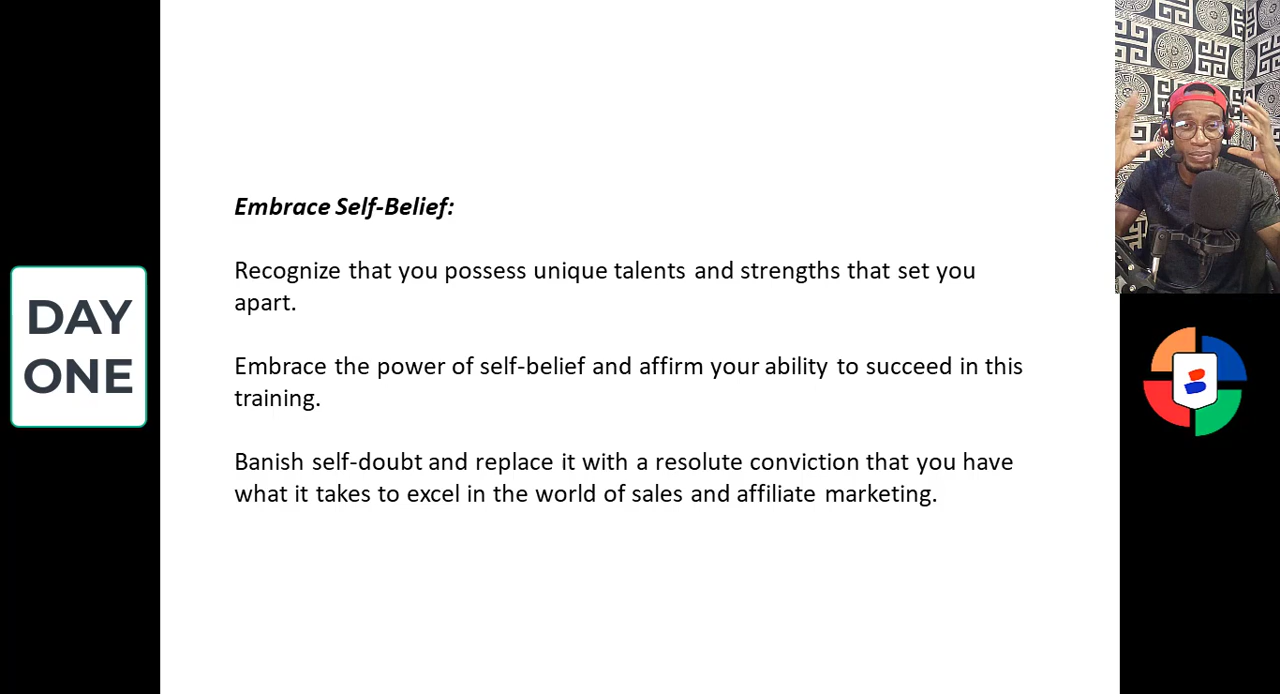 DAY
ONE
Embrace Self-Belief:
Recognize that you possess unique talents and strengths that set you
apart.
Embrace the power of self-belief and affirm your ability to succeed in this
training.
Banish self-doubt and replace it with a resolute conviction that you have
what it takes to excel in the world of sales and affiliate marketing.